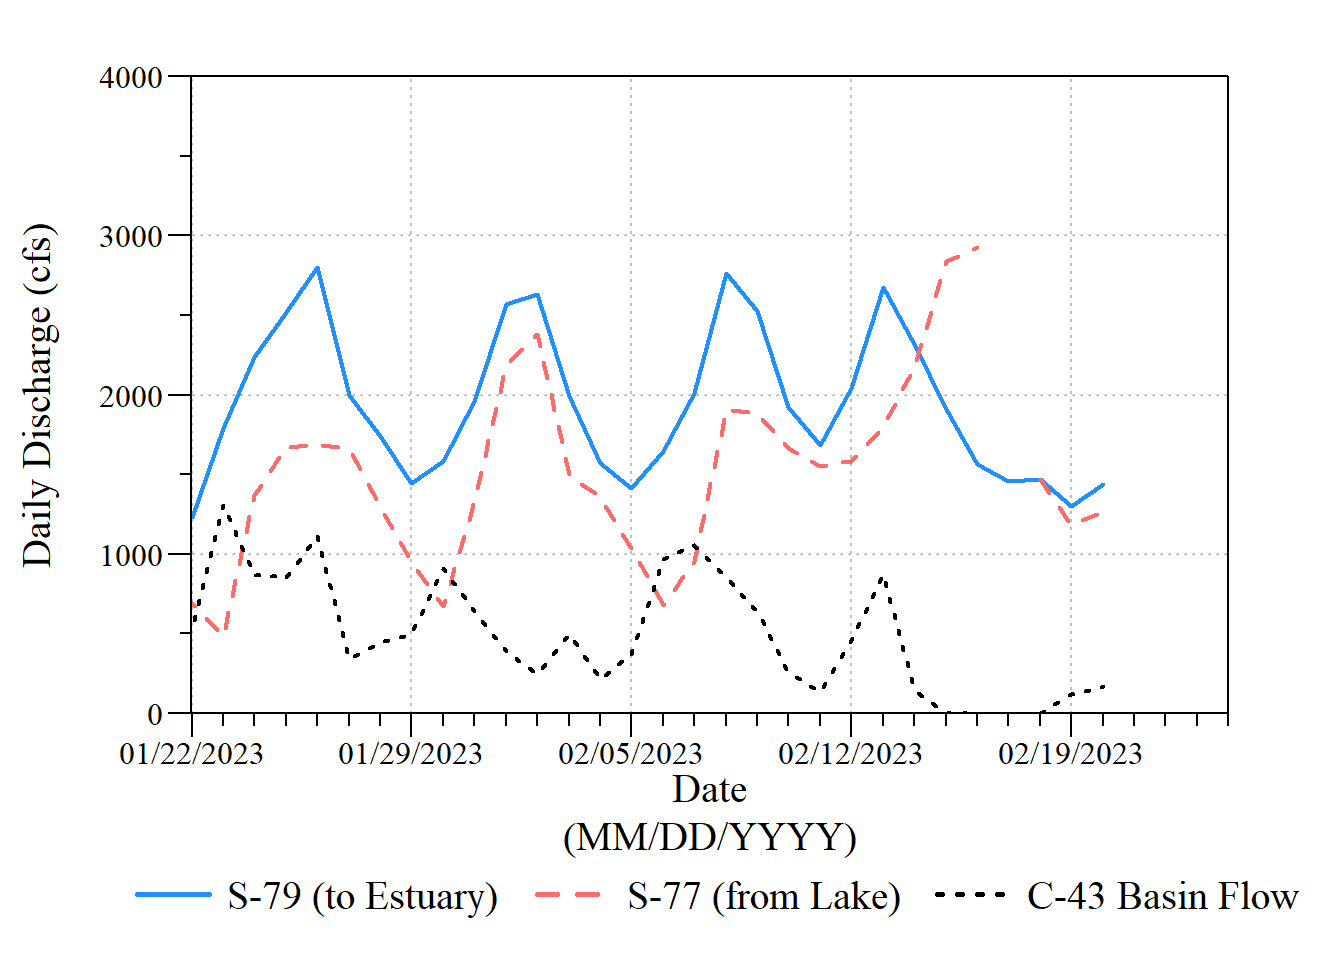 Daily Discharge (cfs)
4000
3000
2000
1000
0
01/22/2023 01/29/2023 02/05/2023 02/12/2023 02/19/2023
Date
(MM/DD/YYYY)
S-79 (to Estuary) S-77 (from Lake) C-43 Basin Flow